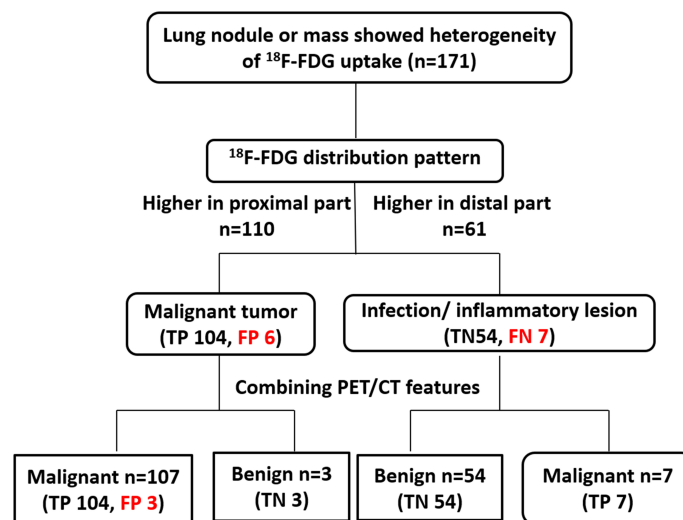 Lung nodule or mass showed heterogeneity
of ¹⁸F-FDG uptake (n=171)
¹⁸F-FDG distribution pattern
Higher in proximal part
n=110
Higher in distal part
n=61
Malignant tumor
(TP 104, FP 6)
Infection/ inflammatory lesion
(TN54, FN 7)
Combining PET/CT features
Malignant n=107
(TP 104, FP 3)
Benign n=3
(TN 3)
Benign n=54
(TN 54)
Malignant n=7
(TP 7)